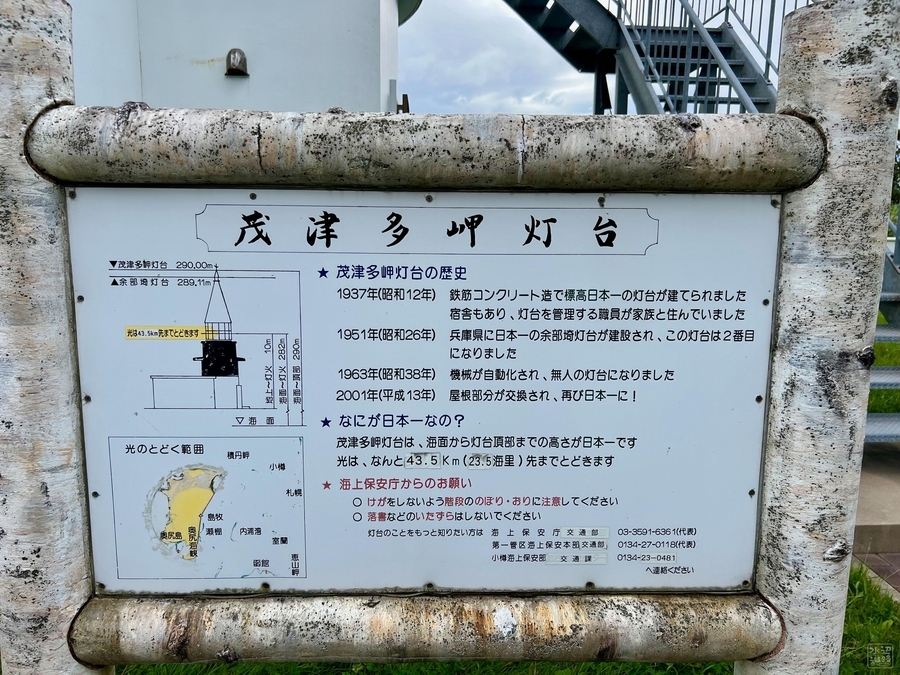 茂津多岬灯台
▼茂津多岬灯台 290.00m
▲余部埼灯台 289.11m
光は43.5km先までとどきます
地上～灯火 10m
海面～灯火 282m
海面～頂部 290m
▽海面
光のとどく範囲
積丹岬
小樽
札幌
島牧
瀬棚
奥尻島
奥尻海峡
内浦湾
室蘭
函館
恵山岬
★ 茂津多岬灯台の歴史
1937年(昭和12年) 鉄筋コンクリート造で標高日本一の灯台が建てられました
宿舎もあり、灯台を管理する職員が家族と住んでいました
1951年(昭和26年) 兵庫県に日本一の余部埼灯台が建設され、この灯台は2番目
になりました
1963年(昭和38年) 機械が自動化され、無人の灯台になりました
2001年(平成13年) 屋根部分が交換され、再び日本一に！
★ なにが日本一なの？
茂津多岬灯台は、海面から灯台頂部までの高さが日本一です
光は、なんと43.5Km(23.5海里)先までとどきます
★ 海上保安庁からのお願い
○ けがをしないよう階段ののぼり・おりに注意してください
○ 落書などのいたずらはしないでください
灯台のことをもっと知りたい方は 海上保安庁 交通部 03-3591-6361(代表)
第一管区海上保安本部交通部 0134-27-0118(代表)
小樽海上保安部 交通課 0134-23-0481
へ連絡ください